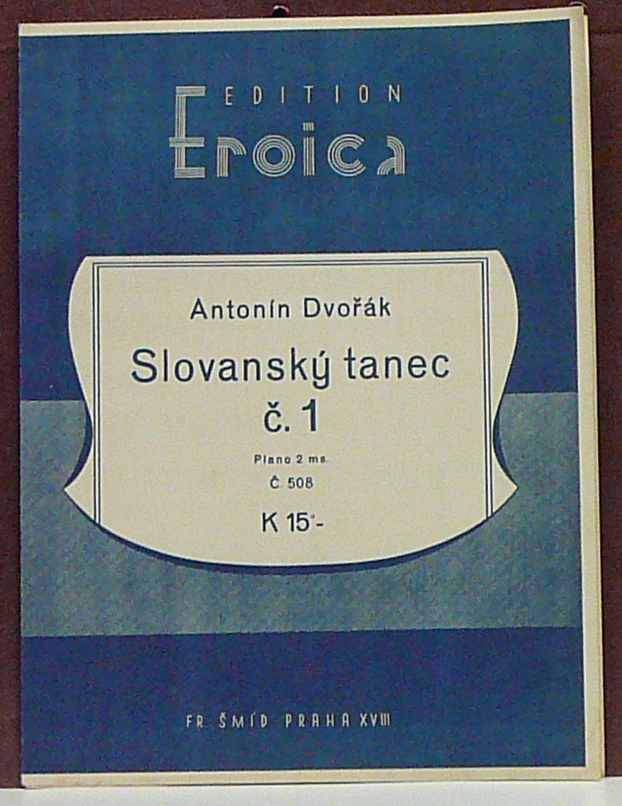 EDITION
Eroica
Antonín Dvořák
Slovanský tanec
č. 1
Piano 2 ms.
Č. 508
K 15·-
FR. ŠMÍD PRAHA XVIII